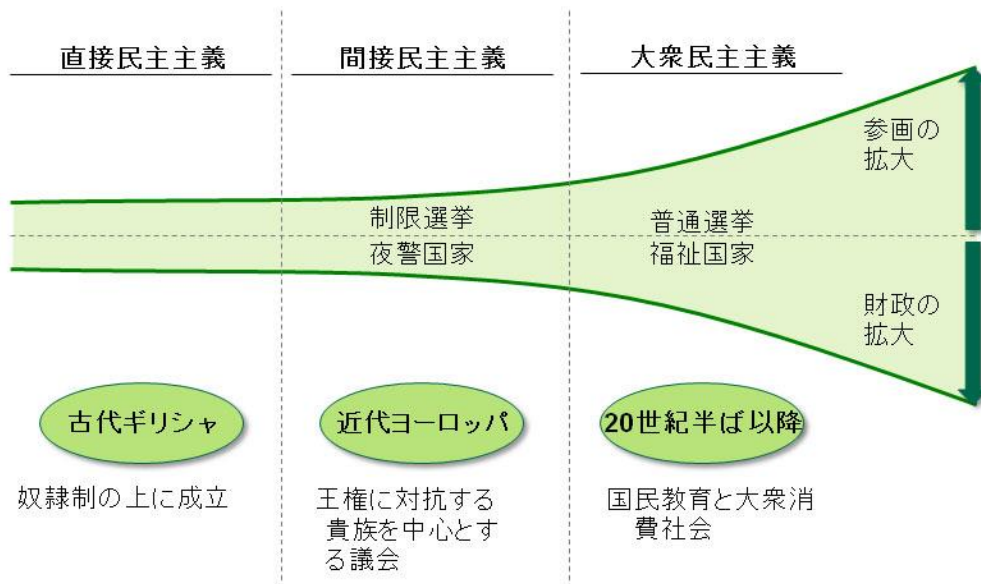 直接民主主義
間接民主主義
大衆民主主義
参画の
拡大
制限選挙
普通選挙
夜警国家
福祉国家
財政の
拡大
古代ギリシャ
近代ヨーロッパ
20世紀半ば以降
奴隷制の上に成立
王権に対抗する
貴族を中心とす
る議会
国民教育と大衆消
費社会